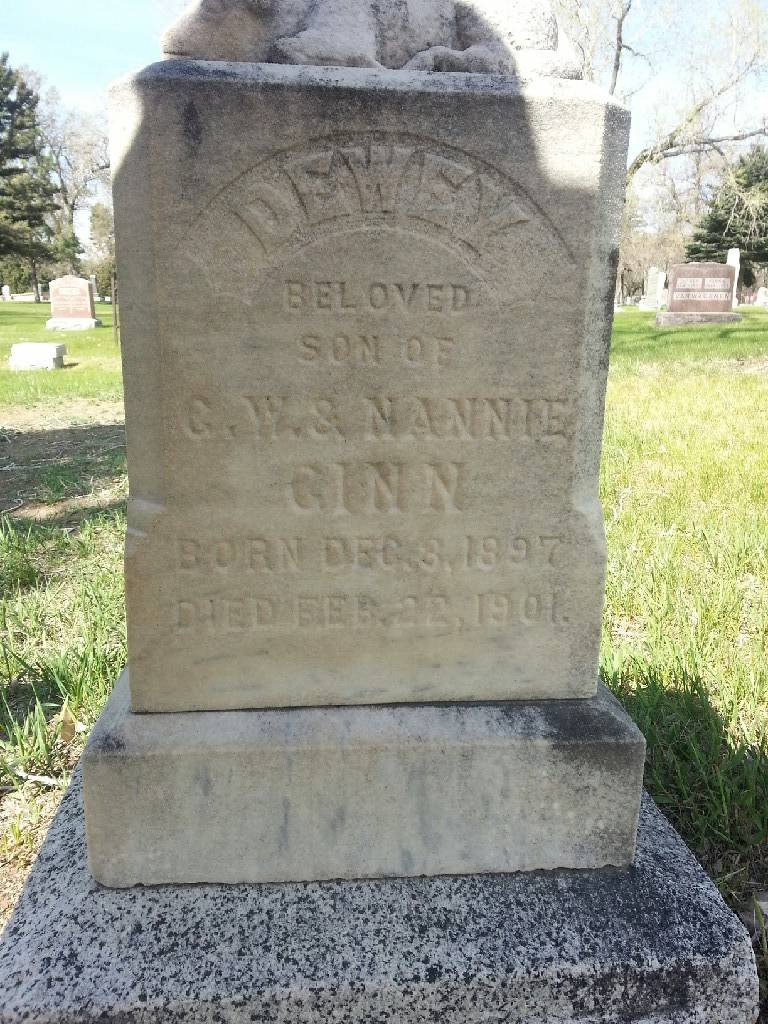 DEWEY
BELOVED
SON OF
G. W. & NANNIE
GINN
BORN DEC. 8, 1897
DIED FEB. 22, 1901.